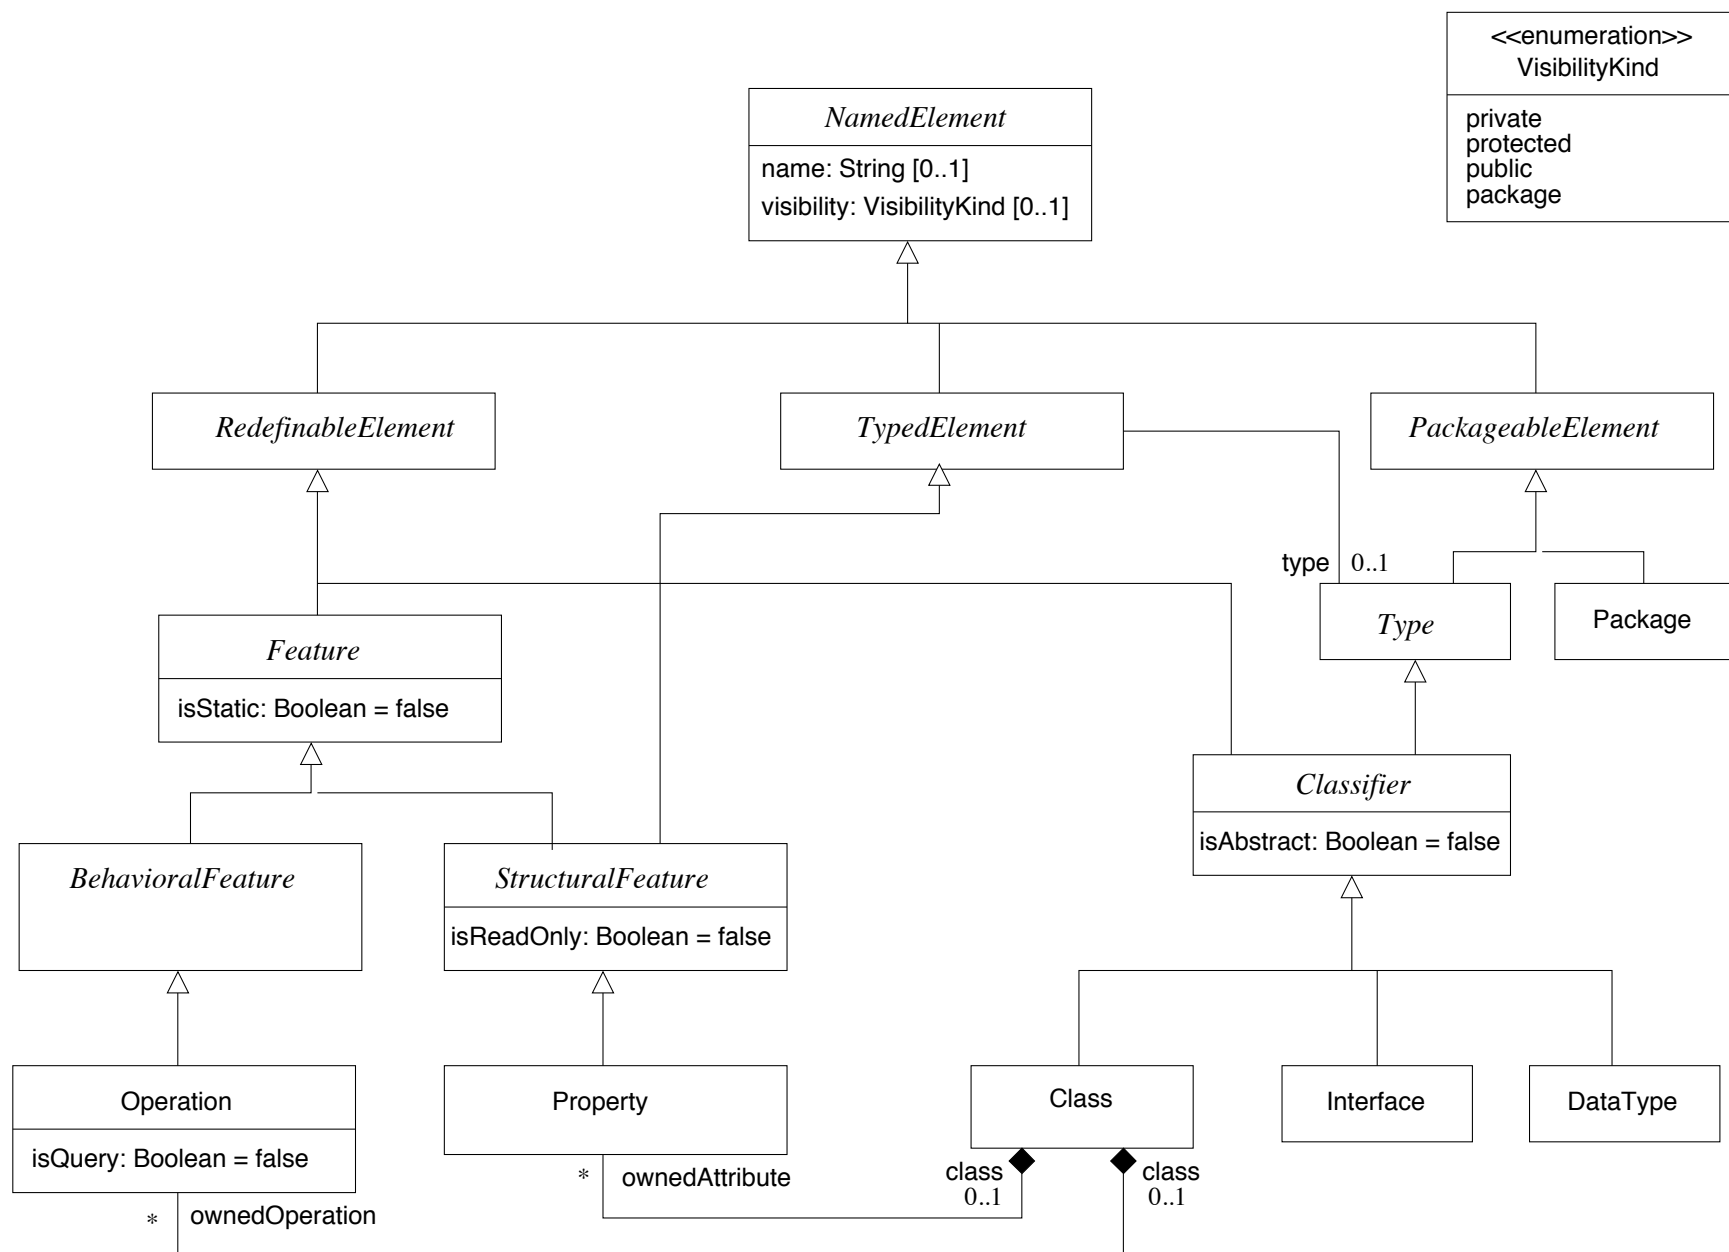 <<enumeration>>
VisibilityKind
private
protected
public
package
NamedElement
name: String [0..1]
visibility: VisibilityKind [0..1]
RedefinableElement
TypedElement
PackageableElement
type 0..1
Type
Package
Feature
isStatic: Boolean = false
Classifier
isAbstract: Boolean = false
BehavioralFeature
StructuralFeature
isReadOnly: Boolean = false
Operation
isQuery: Boolean = false
Property
Class
Interface
DataType
* ownedAttribute
class
0..1
class
0..1
* ownedOperation